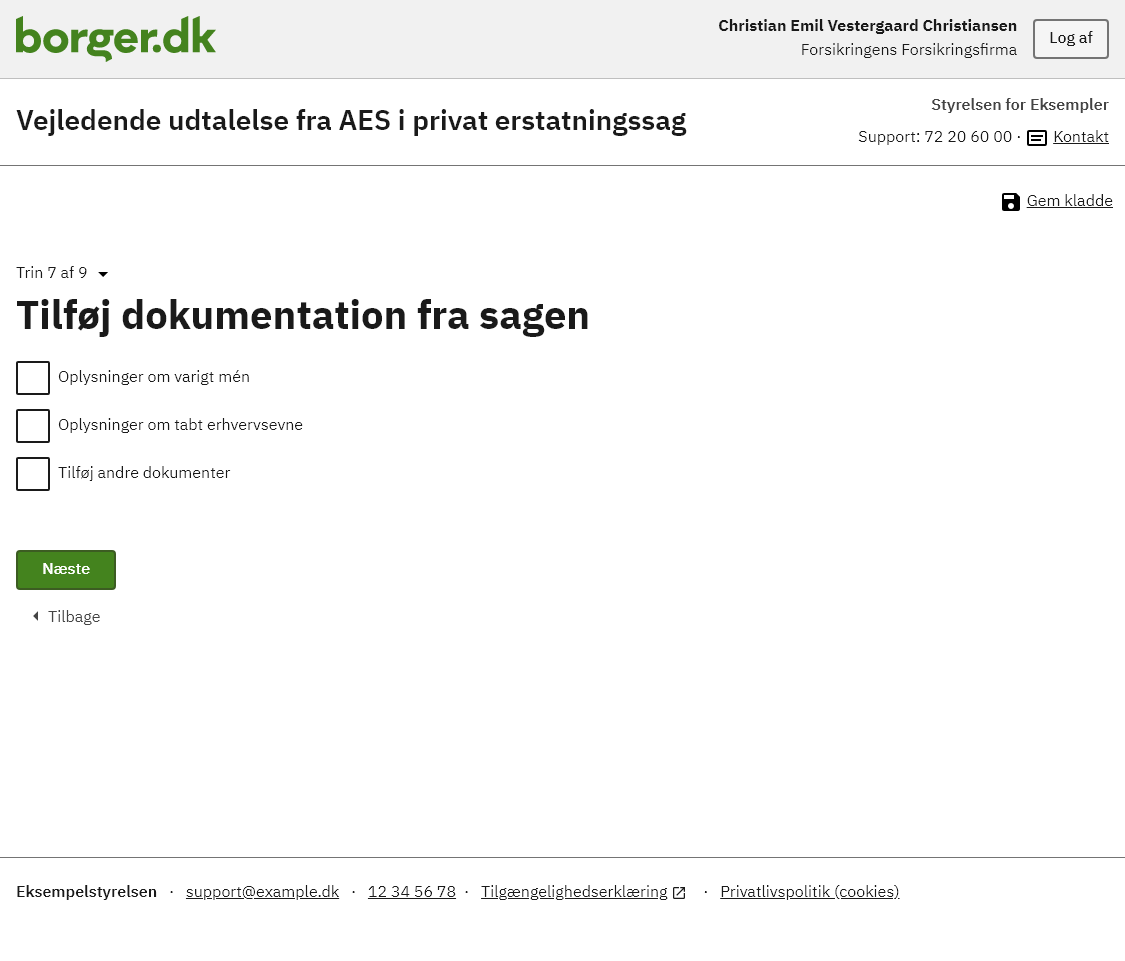 borger.dk
Christian Emil Vestergaard Christiansen
Forsikringens Forsikringsfirma
Log af
Vejledende udtalelse fra AES i privat erstatningssag
Styrelsen for Eksempler
Support: 72 20 60 00 · Kontakt
Gem kladde
Trin 7 af 9
Tilføj dokumentation fra sagen
Oplysninger om varigt mén
Oplysninger om tabt erhvervsevne
Tilføj andre dokumenter
Næste
Tilbage
Eksempelstyrelsen · support@example.dk · 12 34 56 78 · Tilgængelighedserklæring · Privatlivspolitik (cookies)